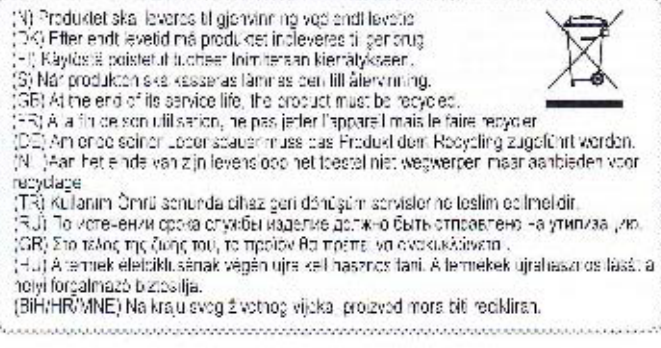 (N) Produktet skal leveres til gjenvinning ved endt levetid
(DK) Efter endt levetid må produktet indleveres til genbrug
(FI) Käytöstä poistetut tuotteet toimitetaan kierrätykseen.
(S) När produkten ska kasseras lämnas den till återvinning.
(GB) At the end of its service life, the product must be recycled.
(FR) A la fin de son utilisation, ne pas jetter l'appareil mais le faire recycler
(DE) Am ende seiner Lebensdauer muss das Produkt dem Recycling zugeführt werden.
(NL) Aan het einde van zijn levensloop het toestel niet wegwerpen maar aanbieden voor
recyclage
(TR) Kullanım Ömrü sonunda cihaz geri dönüşüm servislerine teslim edilmelidir.
(RU) По истечении срока службы изделие должно быть отправлено на утилизацию.
(GR) Στο τέλος της ζωής του, το προϊόν θα πρέπει να ανακυκλώνεται.
(HU) A termék életciklusának végén újra kell hasznosítani. A termékek újrahasznosítását a
helyi forgalmazó biztosítja.
(BiH/HR/MNE) Na kraju svog životnog vijeka, proizvod mora biti recikliran.